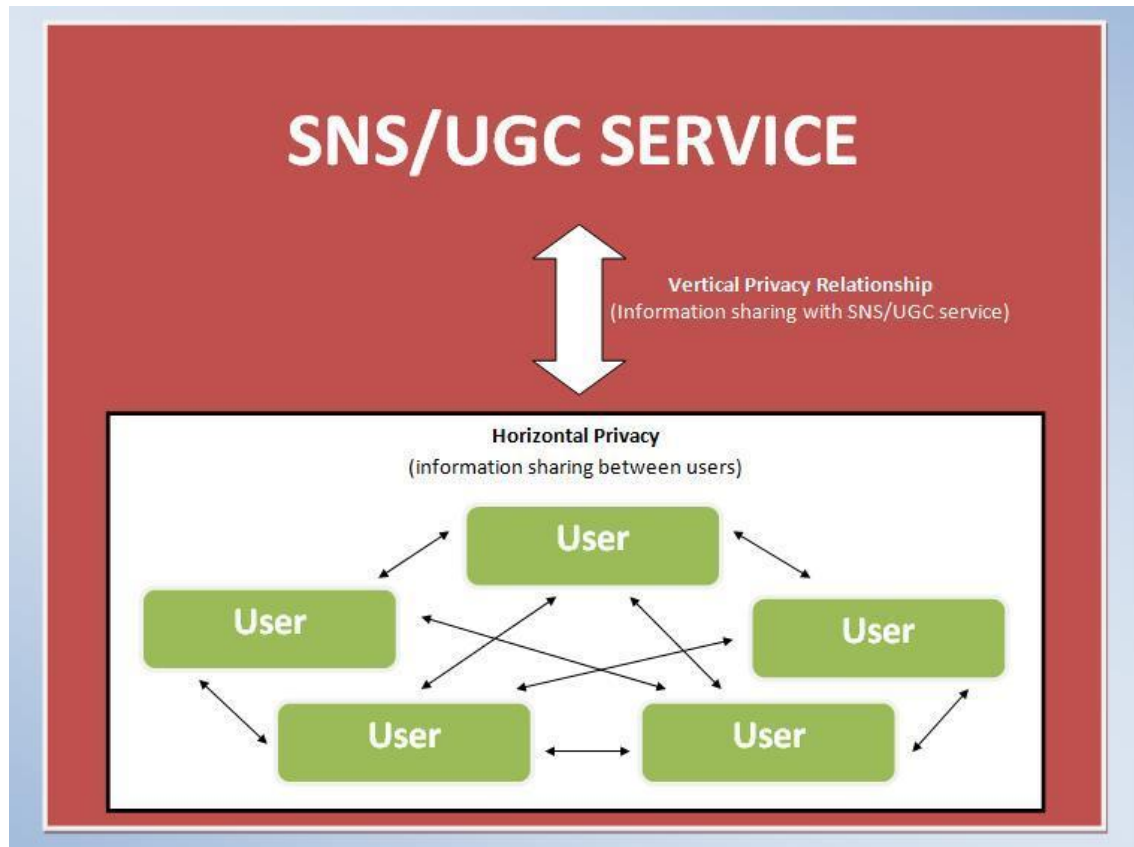 SNS/UGC SERVICE
Vertical Privacy Relationship
(Information sharing with SNS/UGC service)
Horizontal Privacy
(information sharing between users)
User
User
User
User
User